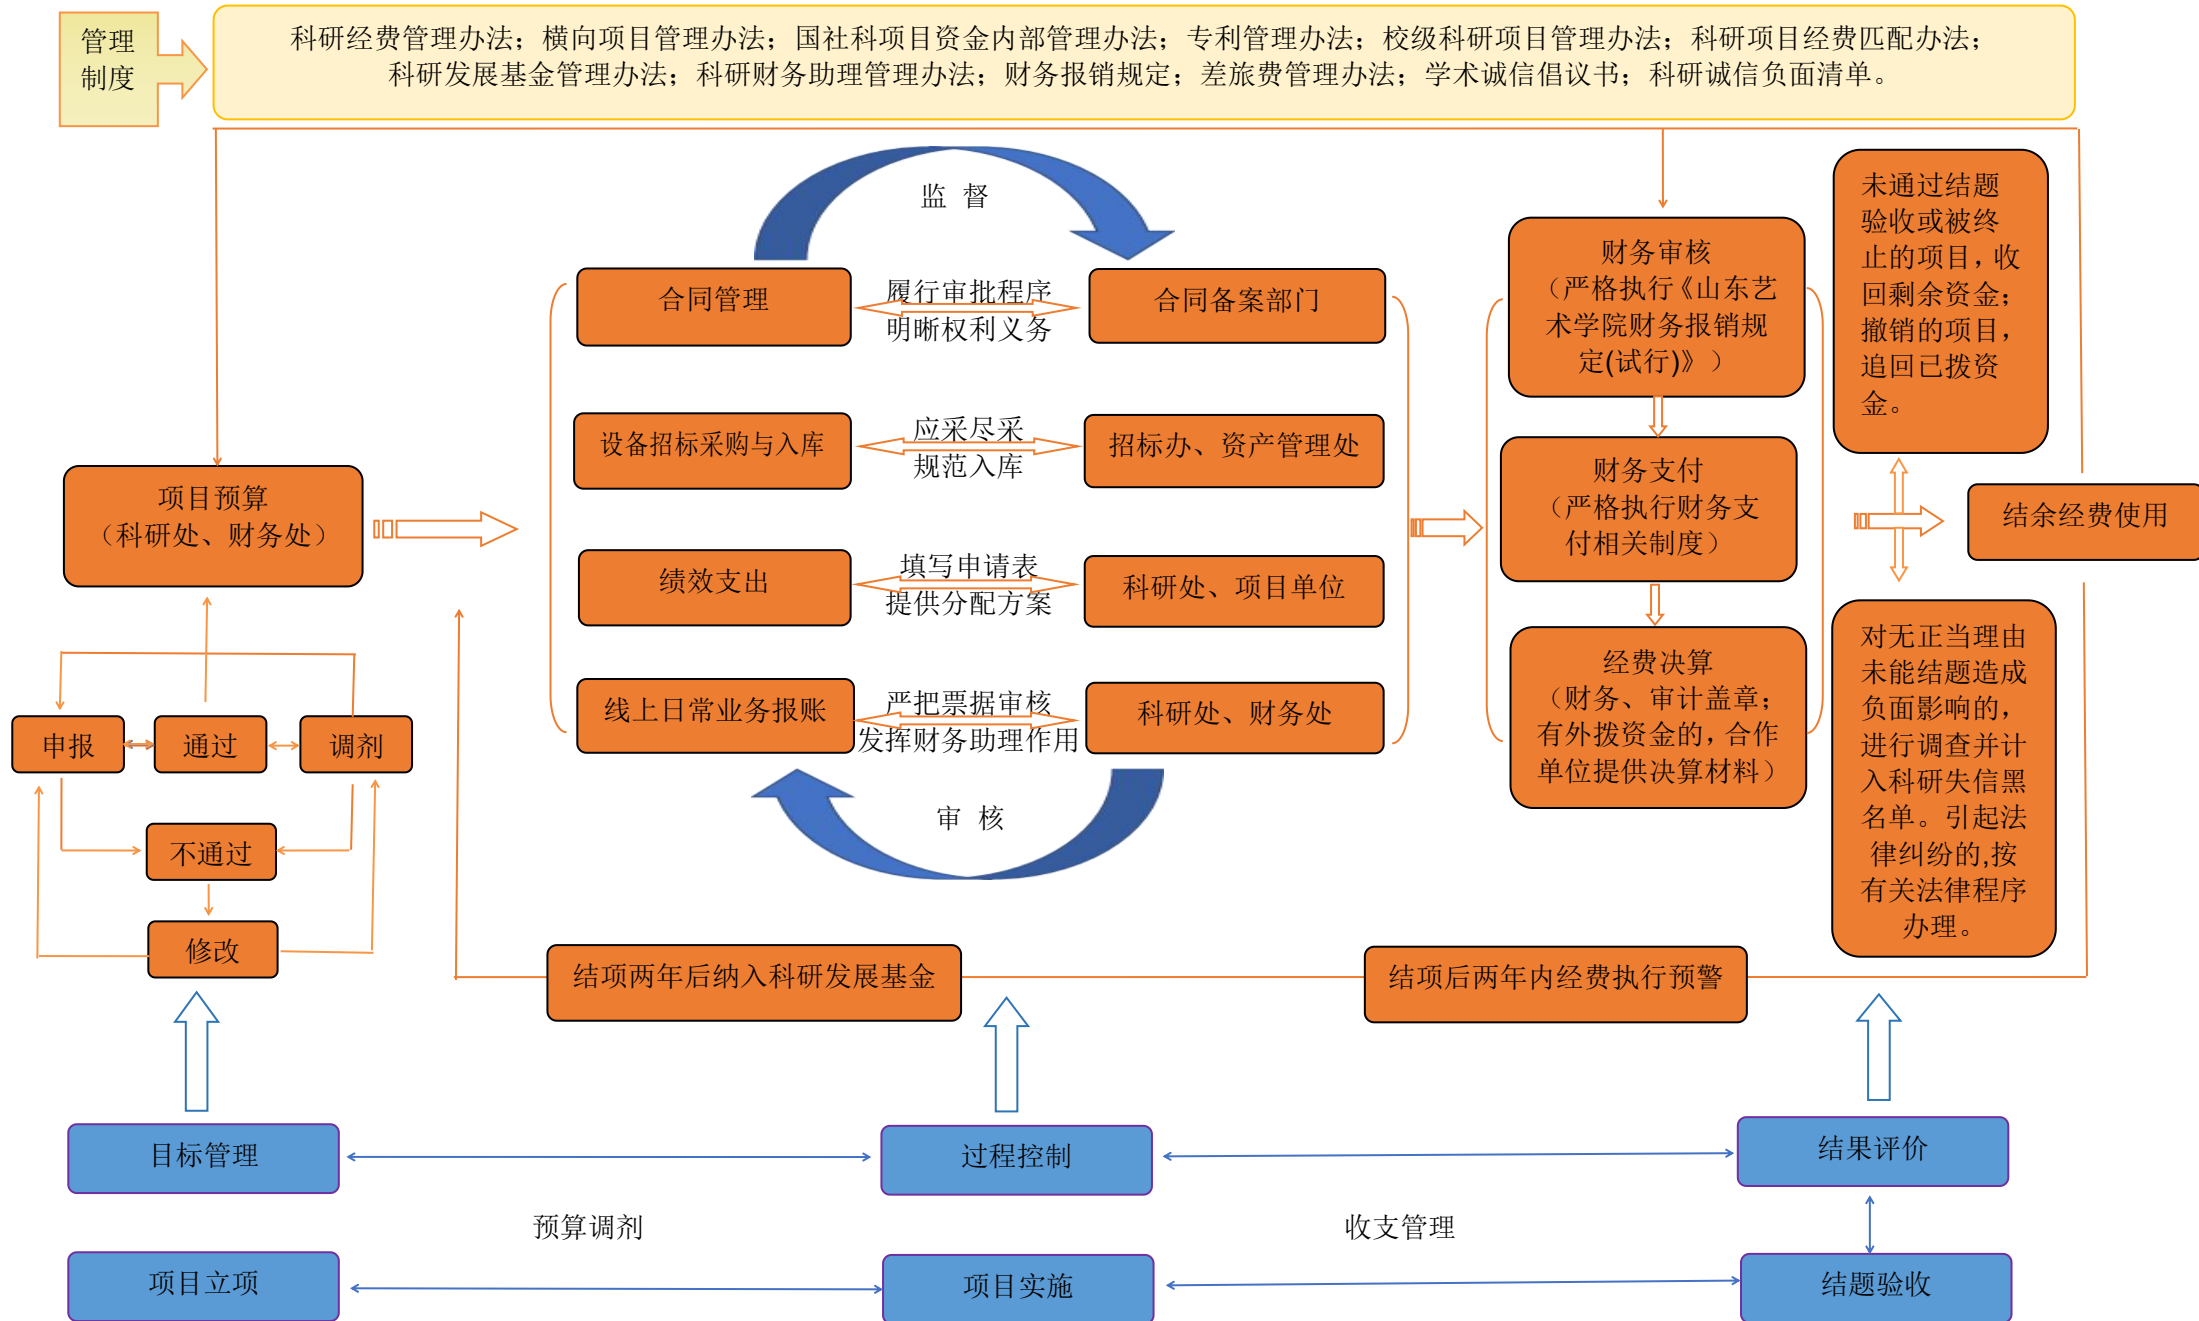 管理
制度
科研经费管理办法；横向项目管理办法；国社科项目资金内部管理办法；专利管理办法；校级科研项目管理办法；科研项目经费匹配办法；
科研发展基金管理办法；科研财务助理管理办法；财务报销规定；差旅费管理办法；学术诚信倡议书；科研诚信负面清单。
监 督
项目预算
（科研处、财务处）
申报
通过
调剂
不通过
修改
合同管理
履行审批程序
明晰权利义务
合同备案部门
设备招标采购与入库
应采尽采
规范入库
招标办、资产管理处
绩效支出
填写申请表
提供分配方案
科研处、项目单位
线上日常业务报账
严把票据审核
发挥财务助理作用
科研处、财务处
审 核
财务审核
（严格执行《山东艺
术学院财务报销规
定(试行)》）
财务支付
（严格执行财务支
付相关制度）
经费决算
（财务、审计盖章；
有外拨资金的，合作
单位提供决算材料）
未通过结题
验收或被终
止的项目，收
回剩余资金；
撤销的项目，
追回已拨资
金。
结余经费使用
对无正当理由
未能结题造成
负面影响的，
进行调查并计
入科研失信黑
名单。引起法
律纠纷的,按
有关法律程序
办理。
结项两年后纳入科研发展基金
结项后两年内经费执行预警
目标管理
过程控制
结果评价
预算调剂
收支管理
项目立项
项目实施
结题验收